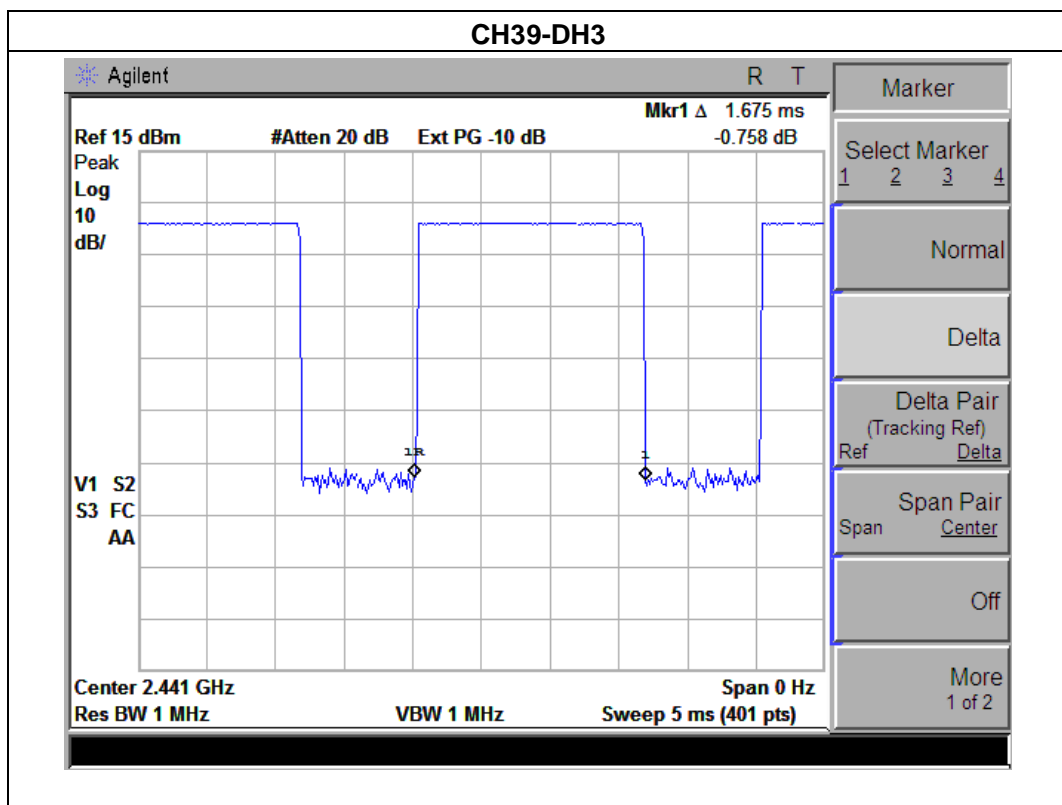 CH39-DH3
Agilent R T
Mkr1 Δ 1.675 ms
Ref 15 dBm #Atten 20 dB Ext PG -10 dB -0.758 dB
Peak
Log
10
dB/
1R
1
V1 S2
S3 FC
AA
Center 2.441 GHz Span 0 Hz
Res BW 1 MHz VBW 1 MHz Sweep 5 ms (401 pts)
Marker
Select Marker
1 2 3 4
Normal
Delta
Delta Pair
(Tracking Ref)
Ref Delta
Span Pair
Span Center
Off
More
1 of 2